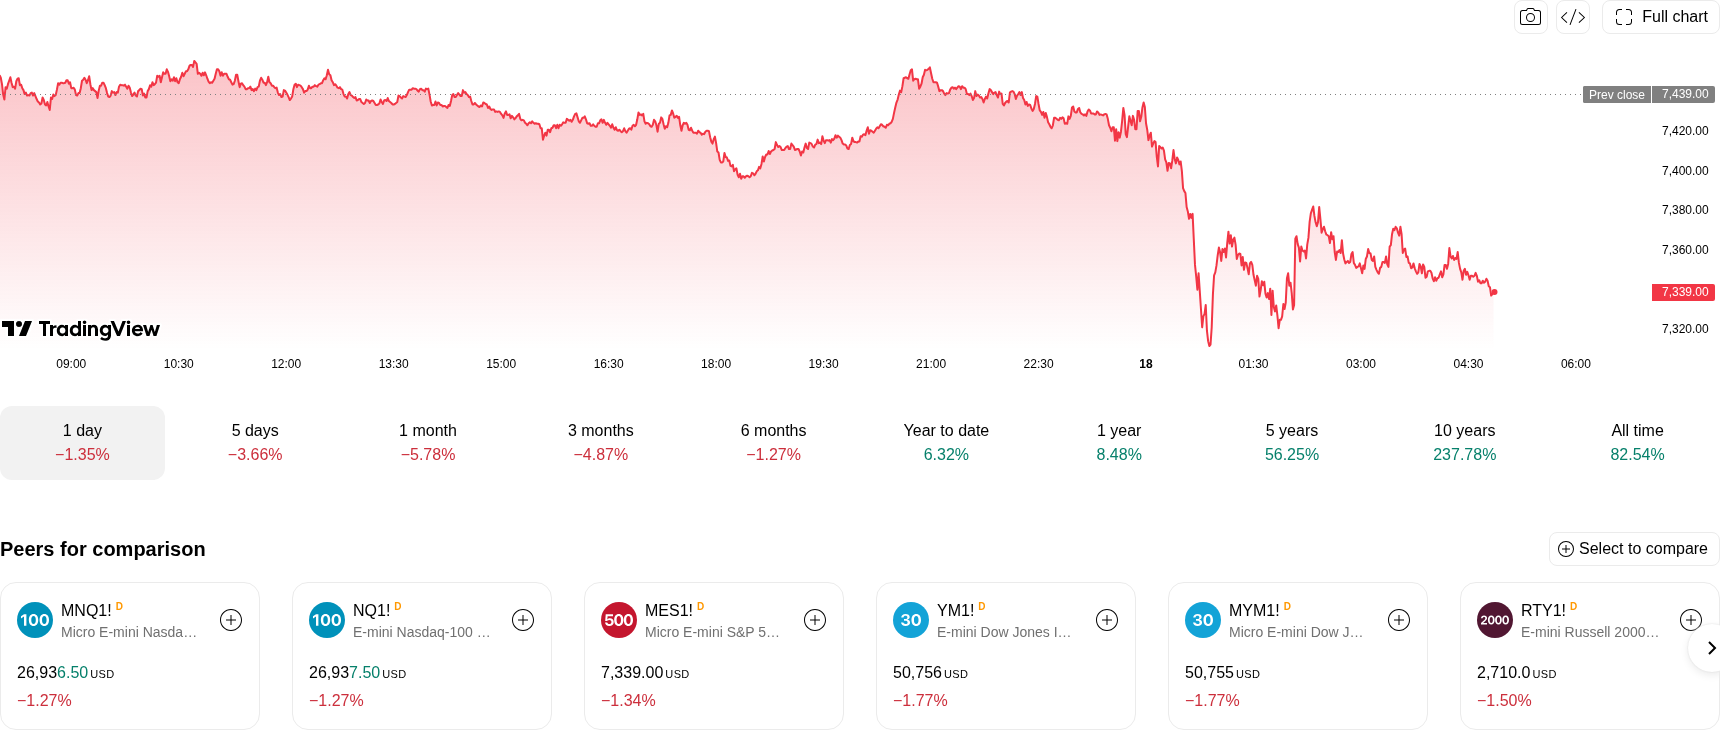 Full chart
Prev close 7,439.00
7,420.00
7,400.00
7,380.00
7,360.00
7,339.00
7,320.00
TradingView
09:00 10:30 12:00 13:30 15:00 16:30 18:00 19:30 21:00 22:30 18 01:30 03:00 04:30 06:00
1 day 5 days 1 month 3 months 6 months Year to date 1 year 5 years 10 years All time
−1.35% −3.66% −5.78% −4.87% −1.27% 6.32% 8.48% 56.25% 237.78% 82.54%
Peers for comparison
Select to compare
100 MNQ1! D
Micro E-mini Nasda…
26,936.50 USD
−1.27%
100 NQ1! D
E-mini Nasdaq-100 …
26,937.50 USD
−1.27%
500 MES1! D
Micro E-mini S&P 5…
7,339.00 USD
−1.34%
30 YM1! D
E-mini Dow Jones I…
50,756 USD
−1.77%
30 MYM1! D
Micro E-mini Dow J…
50,755 USD
−1.77%
2000 RTY1! D
E-mini Russell 2000…
2,710.0 USD
−1.50%